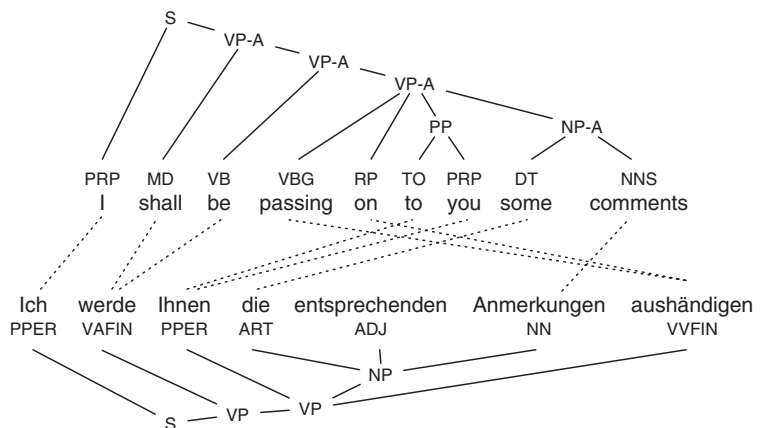 S
VP-A
VP-A
VP-A
PP
NP-A
PRP MD VB VBG RP TO PRP DT NNS
I shall be passing on to you some comments
Ich werde Ihnen die entsprechenden Anmerkungen aushändigen
PPER VAFIN PPER ART ADJ NN VVFIN
NP
VP
VP
S